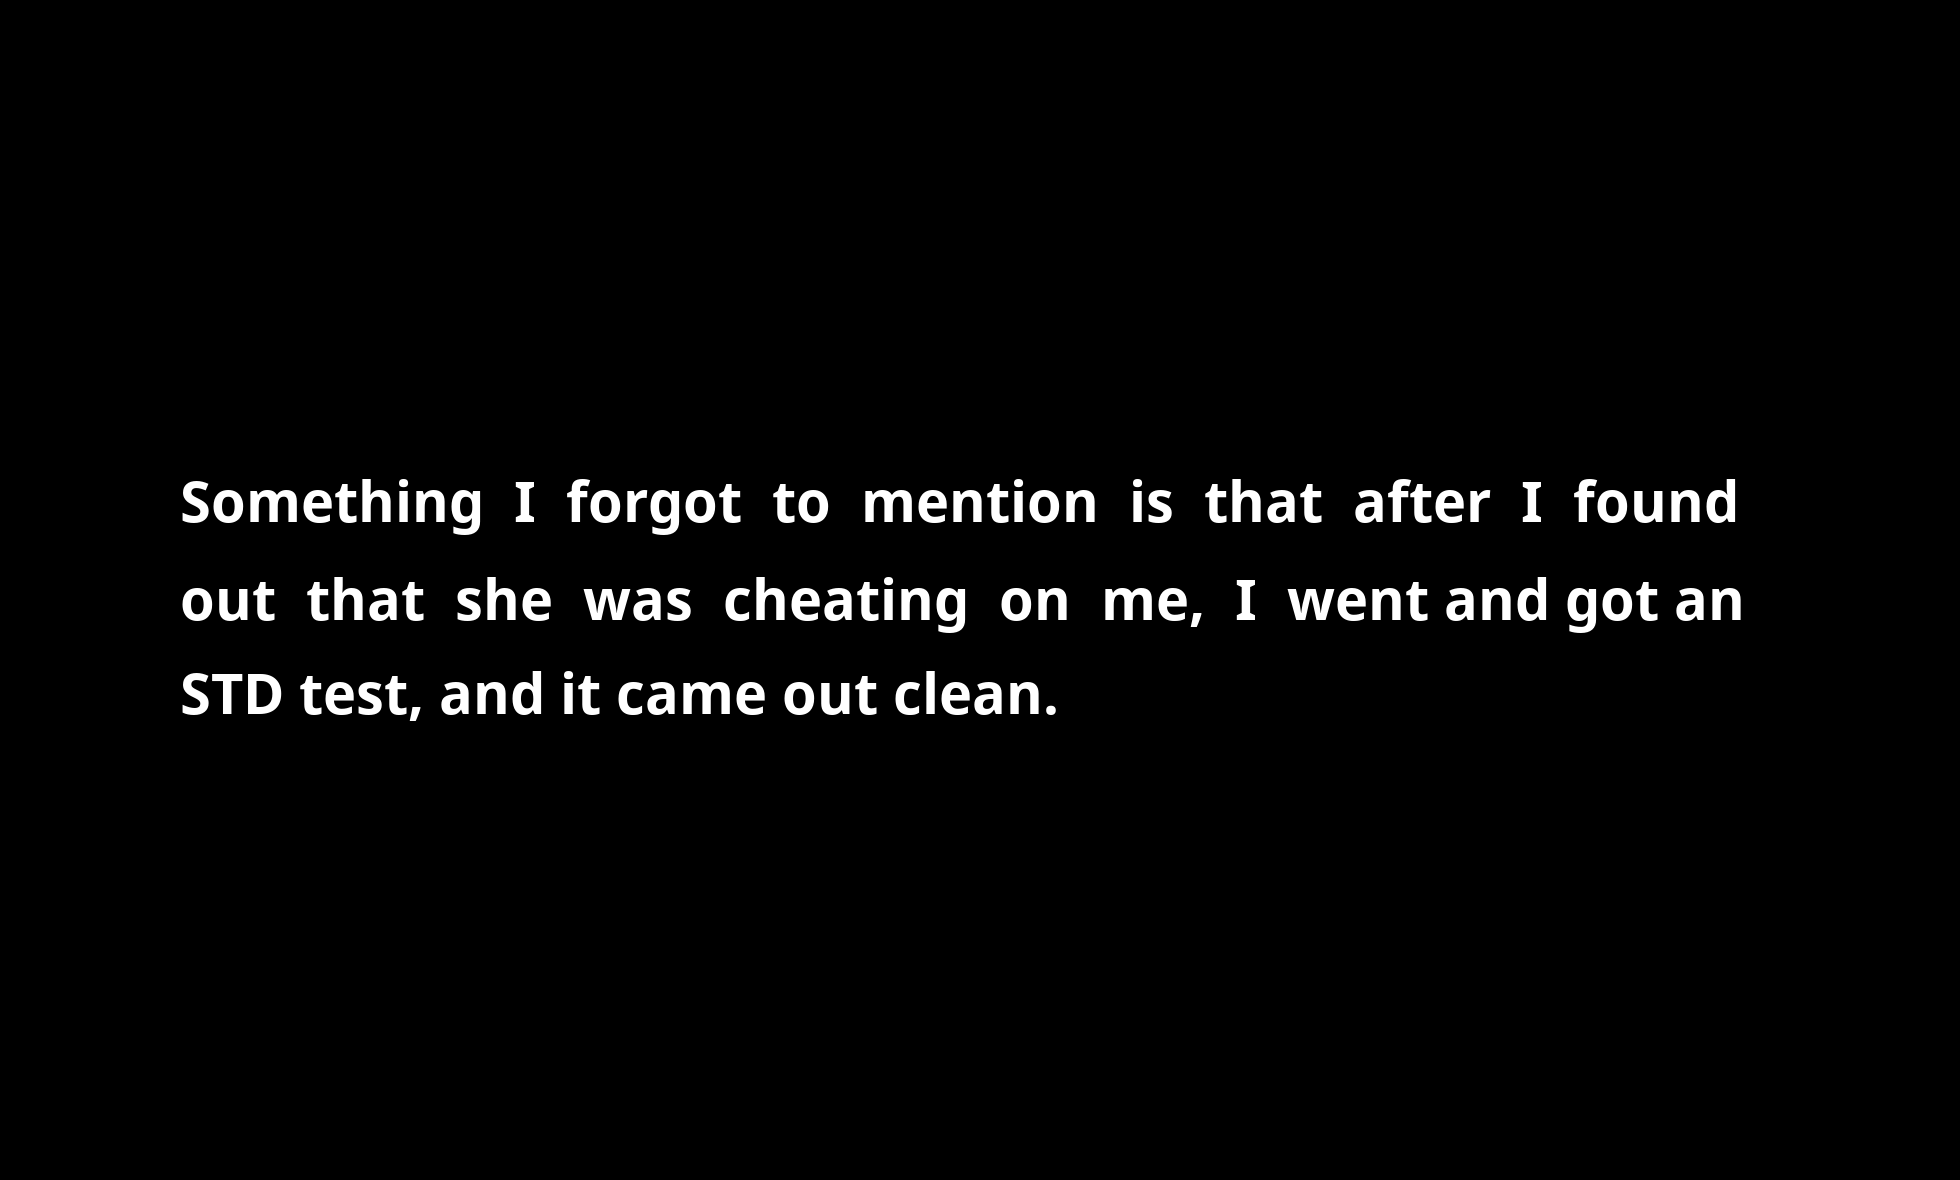 Something I forgot to mention is that after I found
out that she was cheating on me, I went and got an
STD test, and it came out clean.